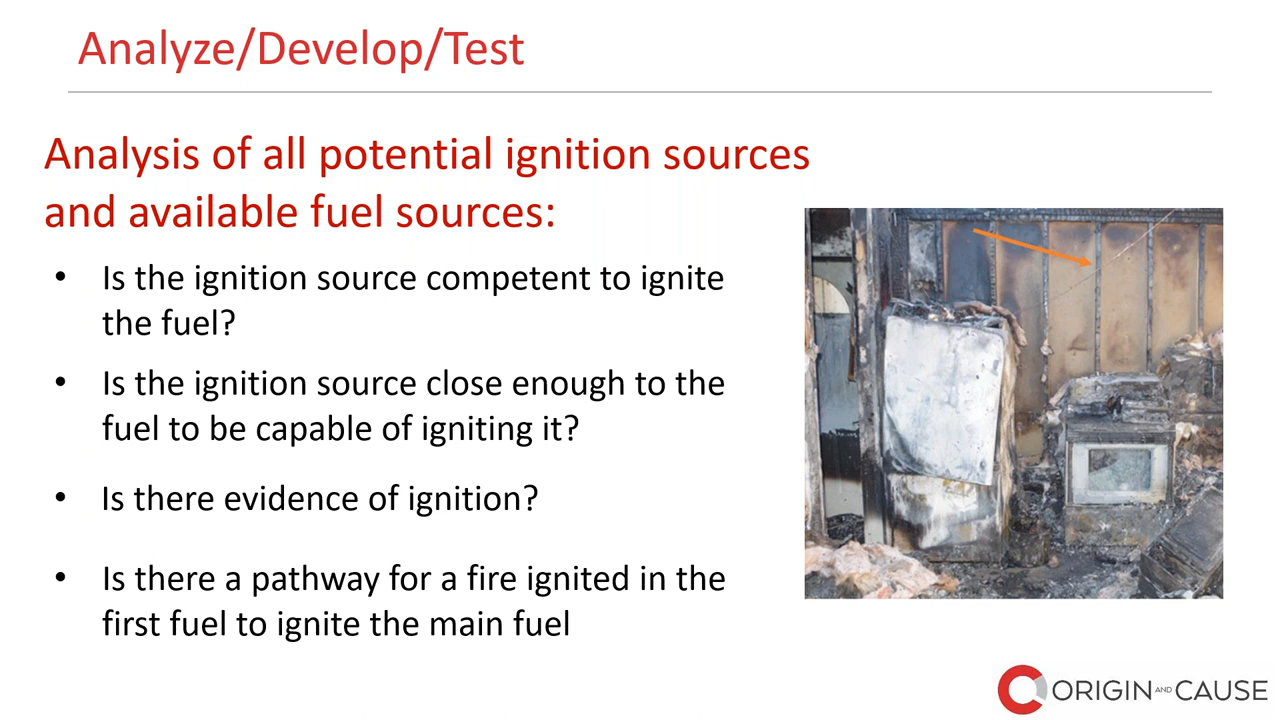 Analyze/Develop/Test
Analysis of all potential ignition sources
and available fuel sources:
• Is the ignition source competent to ignite
the fuel?
• Is the ignition source close enough to the
fuel to be capable of igniting it?
• Is there evidence of ignition?
• Is there a pathway for a fire ignited in the
first fuel to ignite the main fuel
ORIGIN AND CAUSE